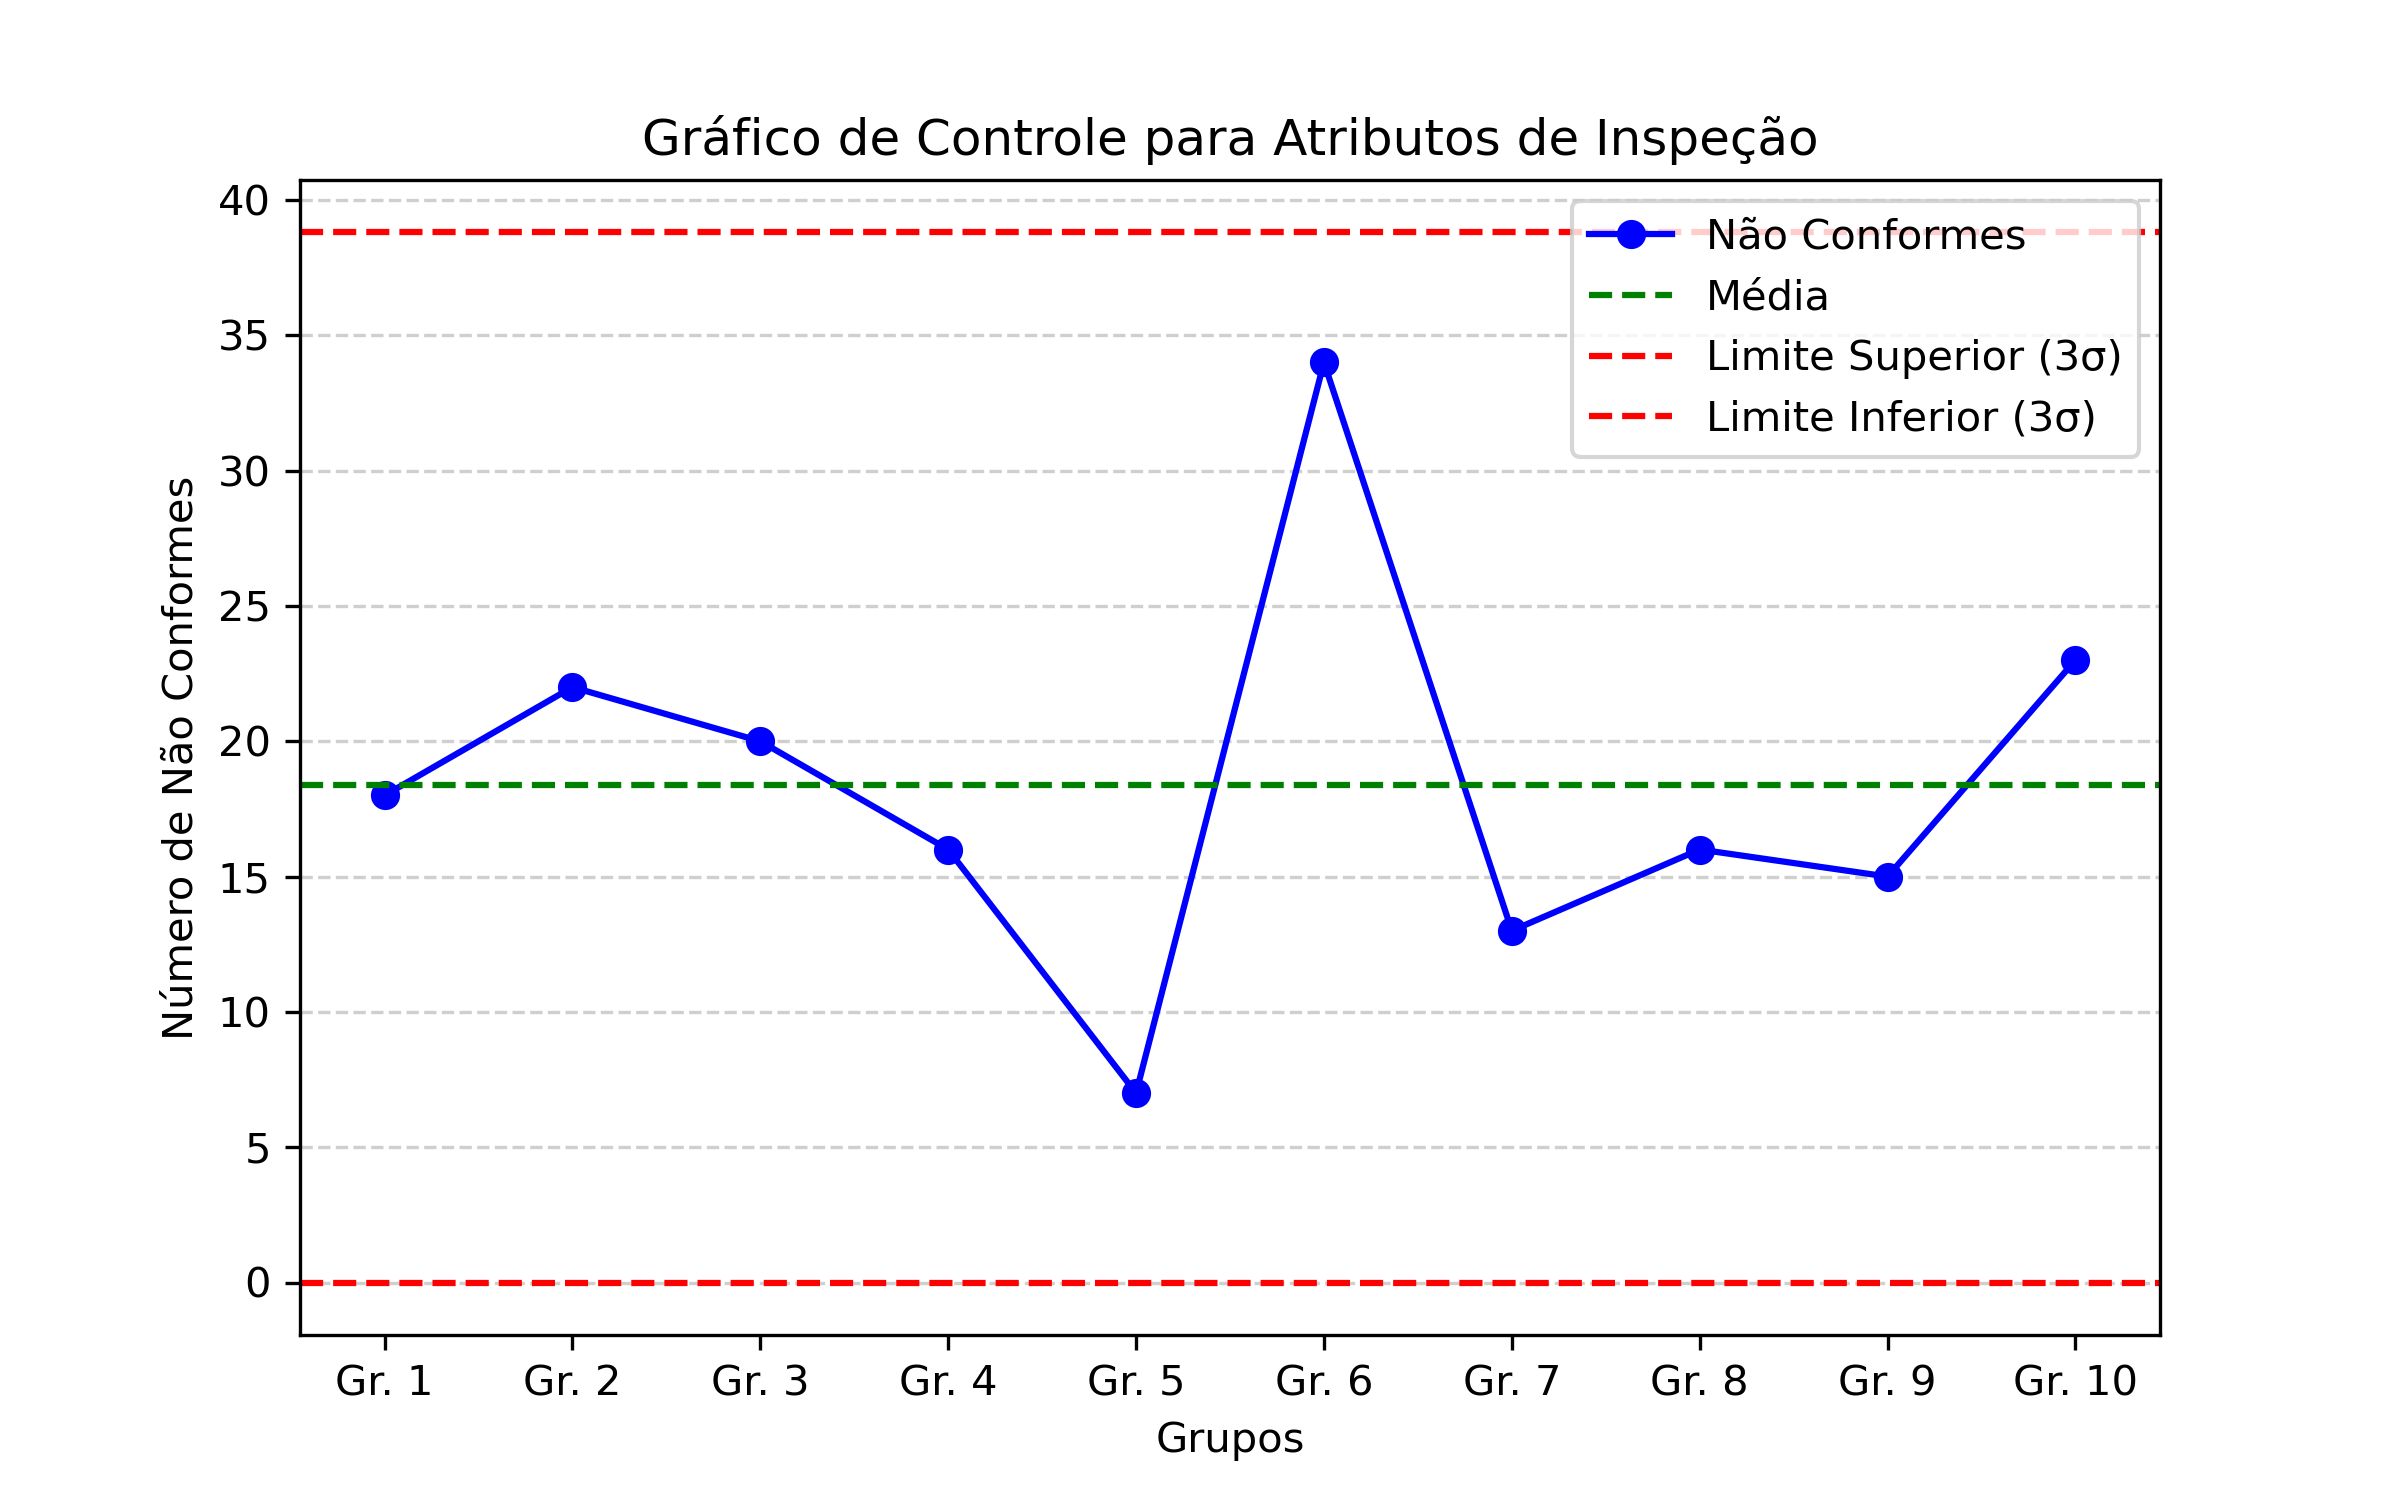 Gráfico de Controle para Atributos de Inspeção
Número de Não Conformes
40
35
30
25
20
15
10
5
0
Não Conformes
Média
Limite Superior (3σ)
Limite Inferior (3σ)
Gr. 1 Gr. 2 Gr. 3 Gr. 4 Gr. 5 Gr. 6 Gr. 7 Gr. 8 Gr. 9 Gr. 10
Grupos